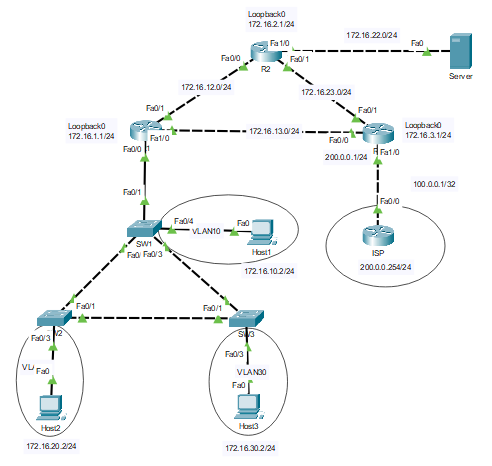 Loopback0
172.16.2.1/24
172.16.22.0/24
Fa1/0
Fa0
Fa0/0
Fa0/1
R2
Server
172.16.12.0/24
172.16.23.0/24
Fa0/1
Fa0/1
Loopback0
172.16.1.1/24
Loopback0
172.16.3.1/24
172.16.13.0/24
Fa1/0
Fa0/0
Fa0/0
200.0.0.1/24
Fa1/0
100.0.0.1/32
Fa0/1
Fa0/0
Fa0/4
VLAN10
Fa0
SW1
Fa0/
Fa0/3
Host1
ISP
172.16.10.2/24
200.0.0.254/24
Fa0/1
Fa0/1
SW3
Fa0/3
Fa0/3
Fa0
VLAN30
Fa0
Host2
Host3
172.16.20.2/24
172.16.30.2/24